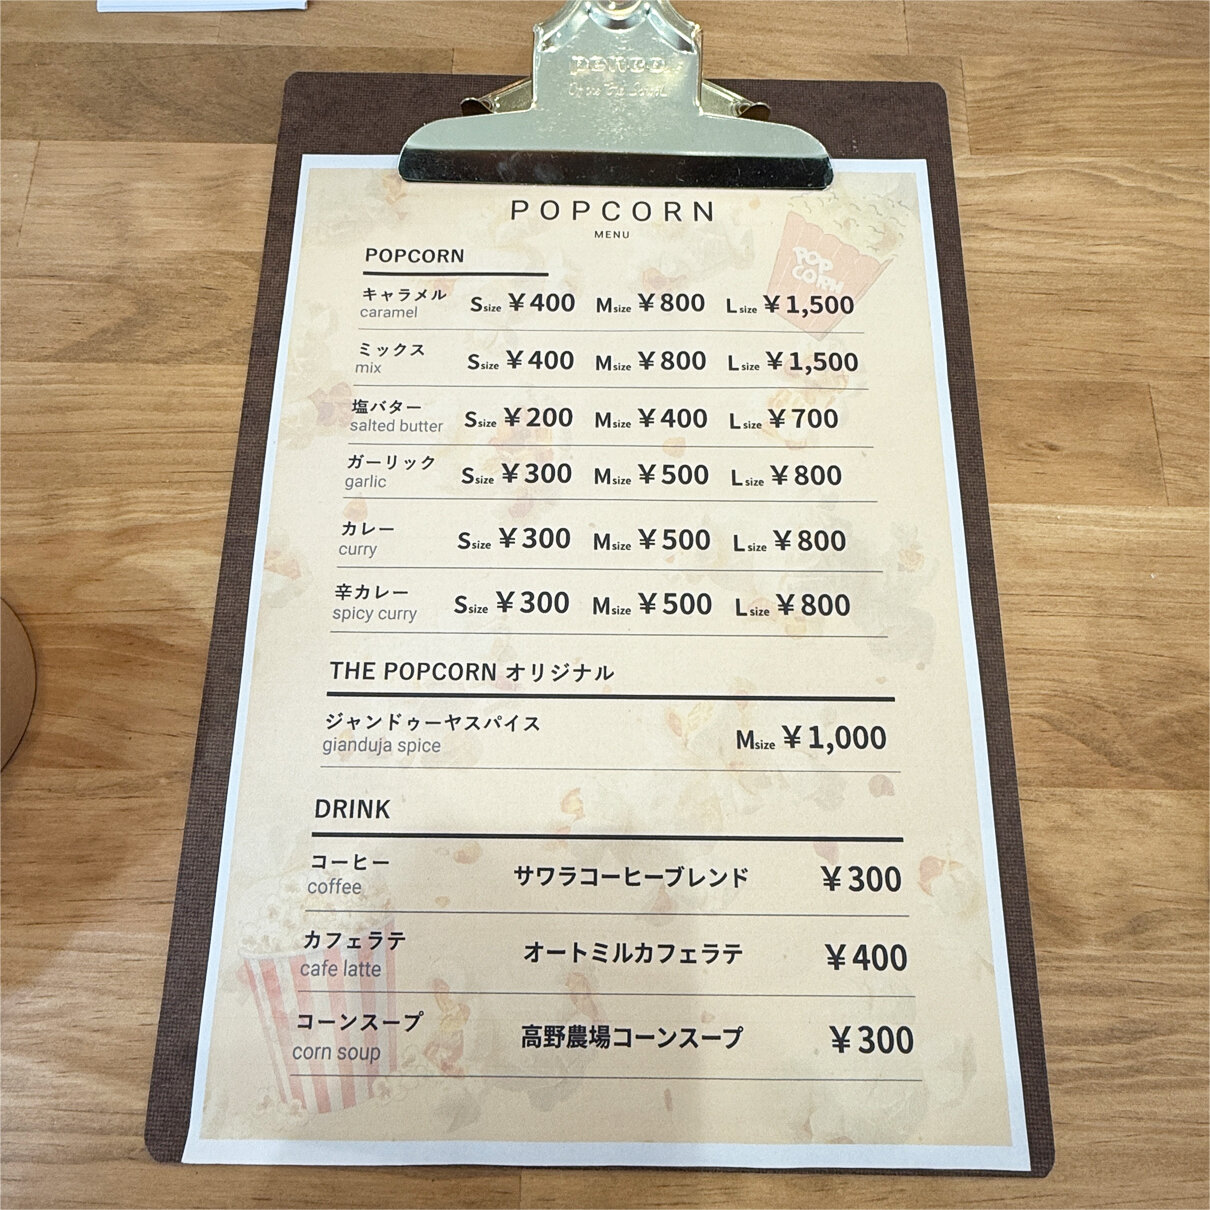 penco
POPCORN
MENU
POP
CORN
POPCORN
キャラメル Ssize ¥400 Msize ¥800 Lsize ¥1,500
caramel
ミックス Ssize ¥400 Msize ¥800 Lsize ¥1,500
mix
塩バター Ssize ¥200 Msize ¥400 Lsize ¥700
salted butter
ガーリック Ssize ¥300 Msize ¥500 Lsize ¥800
garlic
カレー Ssize ¥300 Msize ¥500 Lsize ¥800
curry
辛カレー Ssize ¥300 Msize ¥500 Lsize ¥800
spicy curry
THE POPCORN オリジナル
ジャンドゥーヤスパイス Msize ¥1,000
gianduja spice
DRINK
コーヒー サワラコーヒーブレンド ¥300
coffee
カフェラテ オートミルカフェラテ ¥400
cafe latte
コーンスープ 高野農場コーンスープ ¥300
corn soup